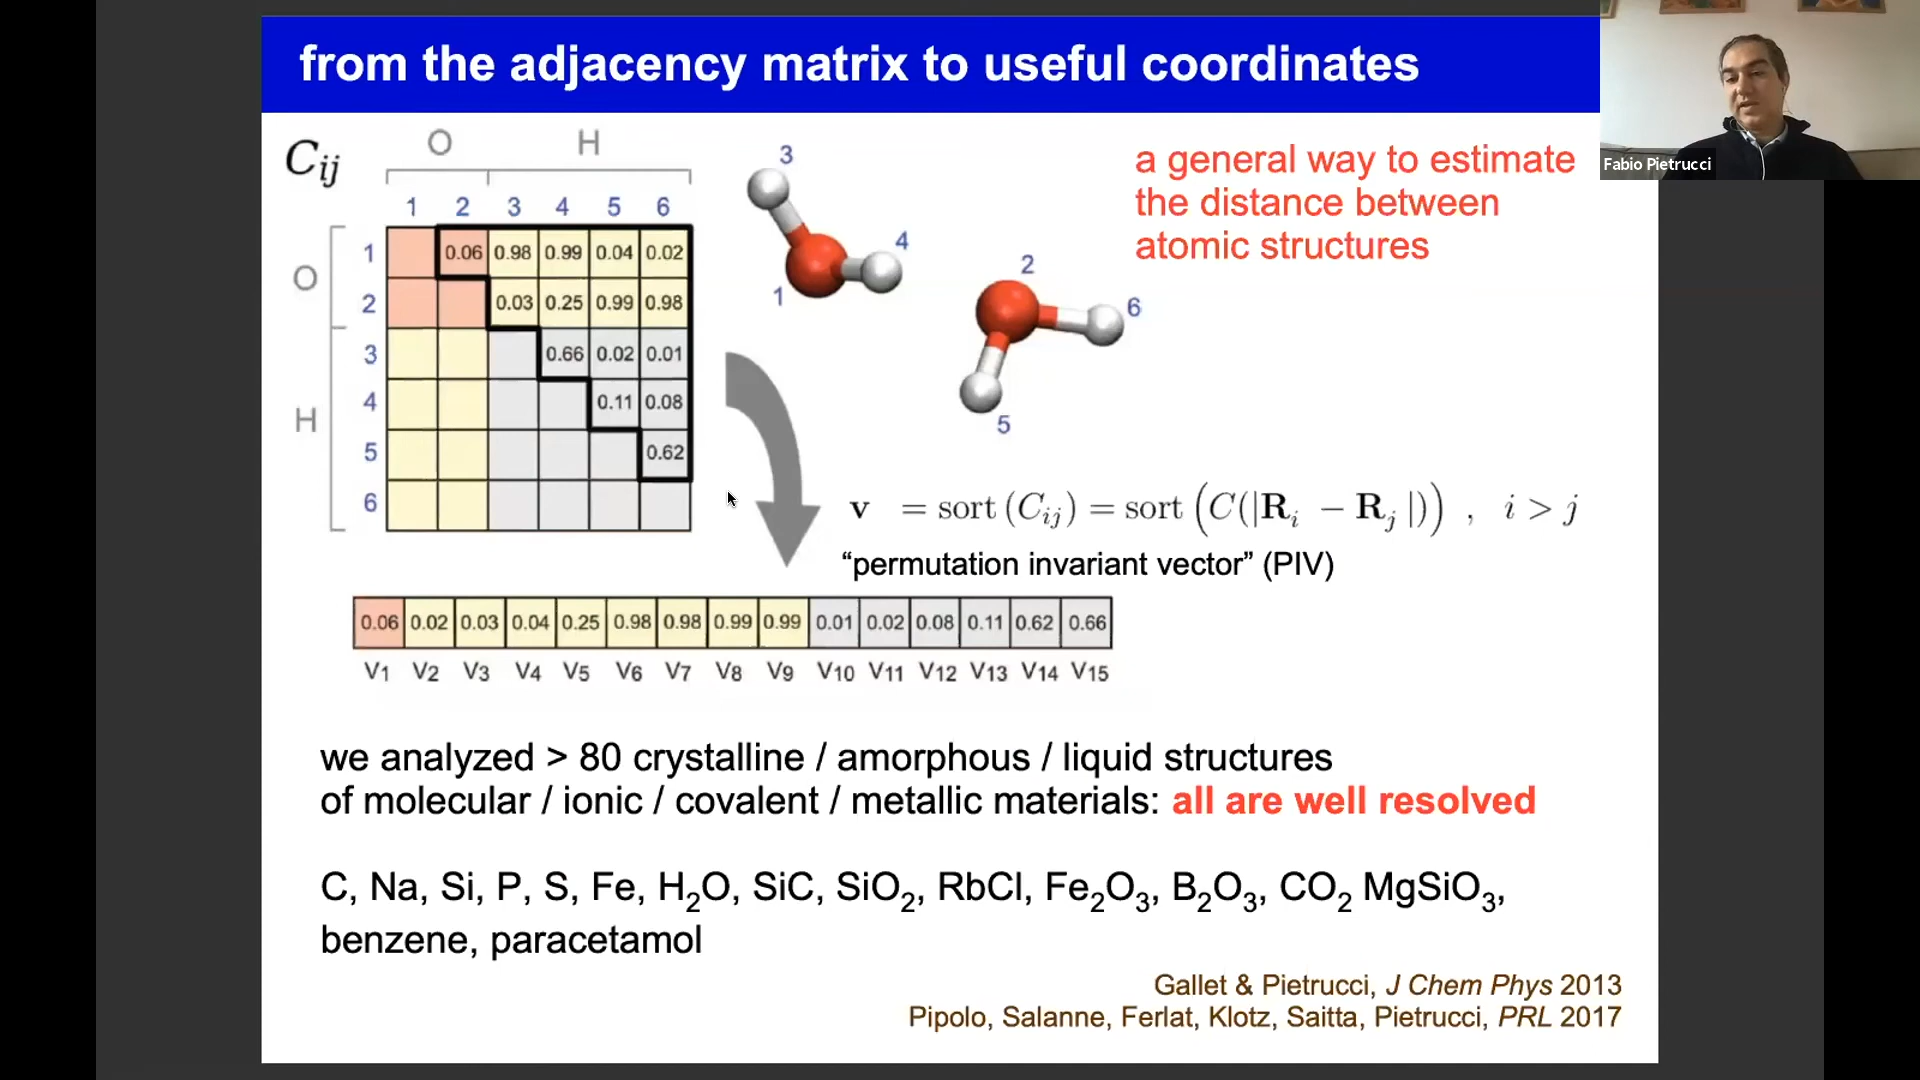 from the adjacency matrix to useful coordinates
Fabio Pietrucci
C_ij
O H
1 2 3 4 5 6
O
H
1 0.06 0.98 0.99 0.04 0.02
2 0.03 0.25 0.99 0.98
3 0.66 0.02 0.01
4 0.11 0.08
5 0.62
6
3
4
1
2
6
5
a general way to estimate
the distance between
atomic structures
v = sort (C_ij) = sort (C(|R_i − R_j|)) , i > j
“permutation invariant vector” (PIV)
0.06 0.02 0.03 0.04 0.25 0.98 0.98 0.99 0.99 0.01 0.02 0.08 0.11 0.62 0.66
V1 V2 V3 V4 V5 V6 V7 V8 V9 V10 V11 V12 V13 V14 V15
we analyzed > 80 crystalline / amorphous / liquid structures
of molecular / ionic / covalent / metallic materials: all are well resolved
C, Na, Si, P, S, Fe, H₂O, SiC, SiO₂, RbCl, Fe₂O₃, B₂O₃, CO₂ MgSiO₃,
benzene, paracetamol
Gallet & Pietrucci, J Chem Phys 2013
Pipolo, Salanne, Ferlat, Klotz, Saitta, Pietrucci, PRL 2017